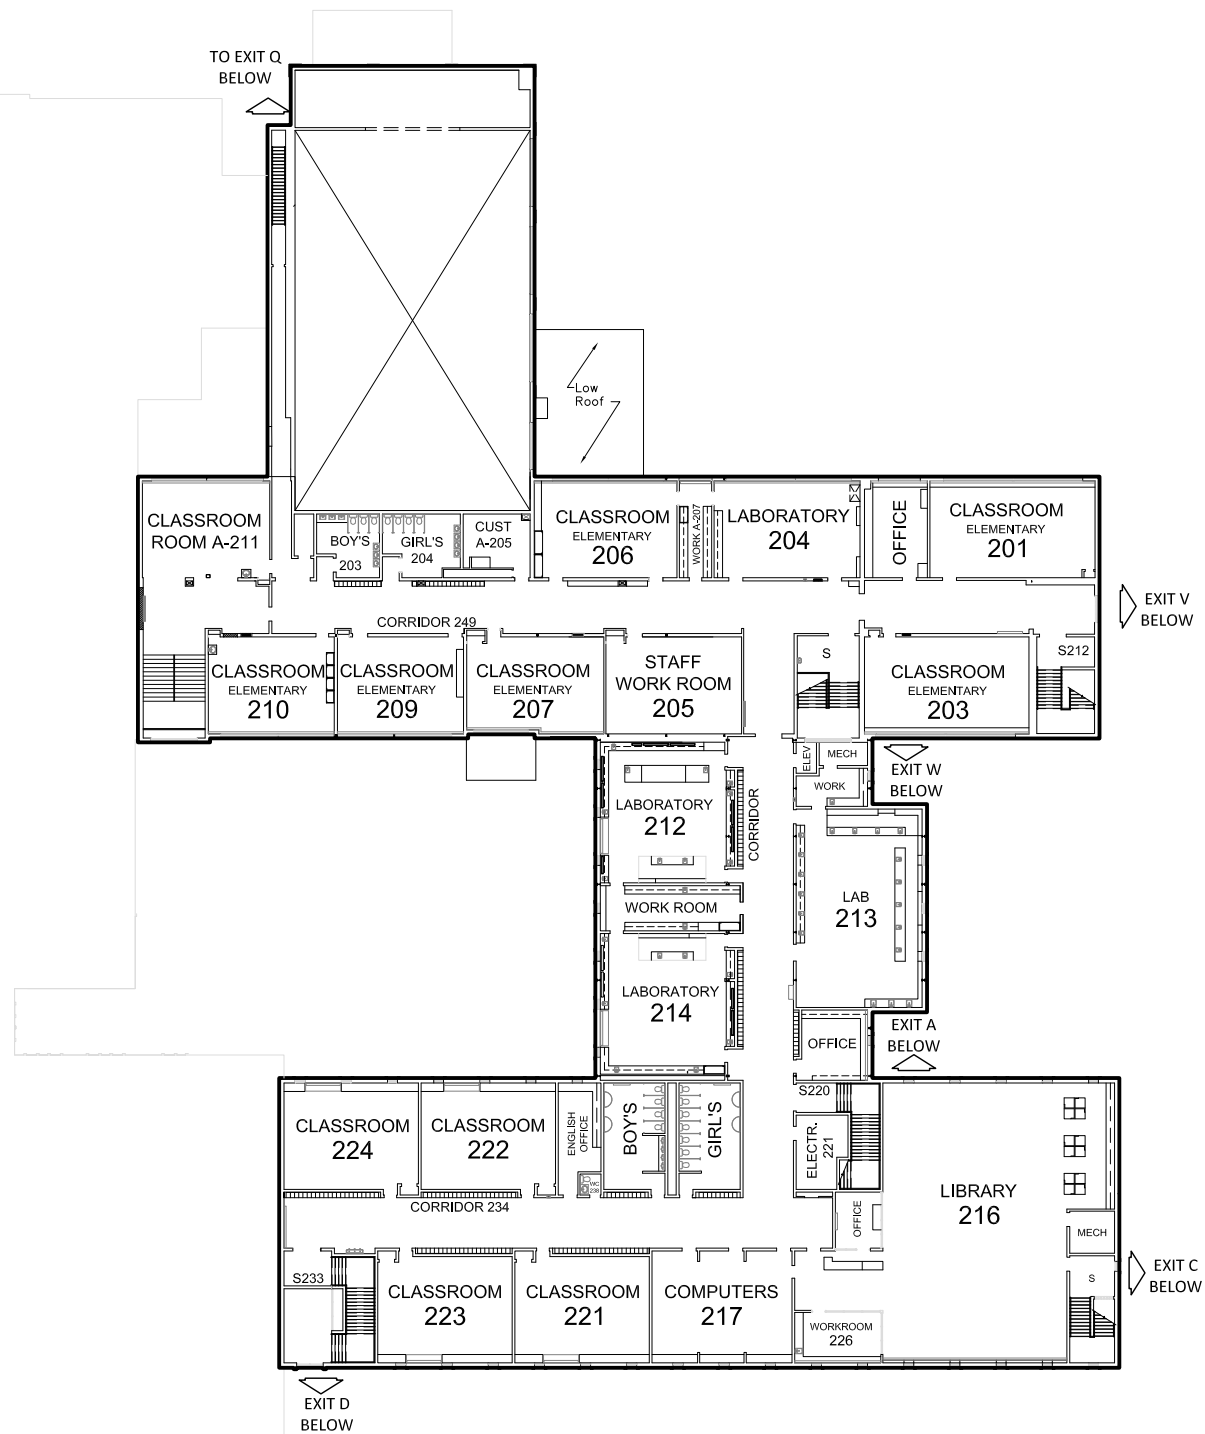 TO EXIT Q
BELOW
Low
Roof
CLASSROOM
ROOM A-211
BOY'S
203
GIRL'S
204
CUST
A-205
CLASSROOM
ELEMENTARY
206
WORK A-207
LABORATORY
204
OFFICE
CLASSROOM
ELEMENTARY
201
EXIT V
BELOW
CORRIDOR 249
CLASSROOM
ELEMENTARY
210
CLASSROOM
ELEMENTARY
209
CLASSROOM
ELEMENTARY
207
STAFF
WORK ROOM
205
S
CLASSROOM
ELEMENTARY
203
S212
ELEV
MECH
WORK
EXIT W
BELOW
LABORATORY
212
CORRIDOR
WORK ROOM
LAB
213
LABORATORY
214
OFFICE
EXIT A
BELOW
CLASSROOM
224
CLASSROOM
222
ENGLISH
OFFICE
WC
238
BOY'S
GIRL'S
S220
ELECTR.
221
LIBRARY
216
OFFICE
MECH
CORRIDOR 234
S233
CLASSROOM
223
CLASSROOM
221
COMPUTERS
217
WORKROOM
226
S
EXIT C
BELOW
EXIT D
BELOW